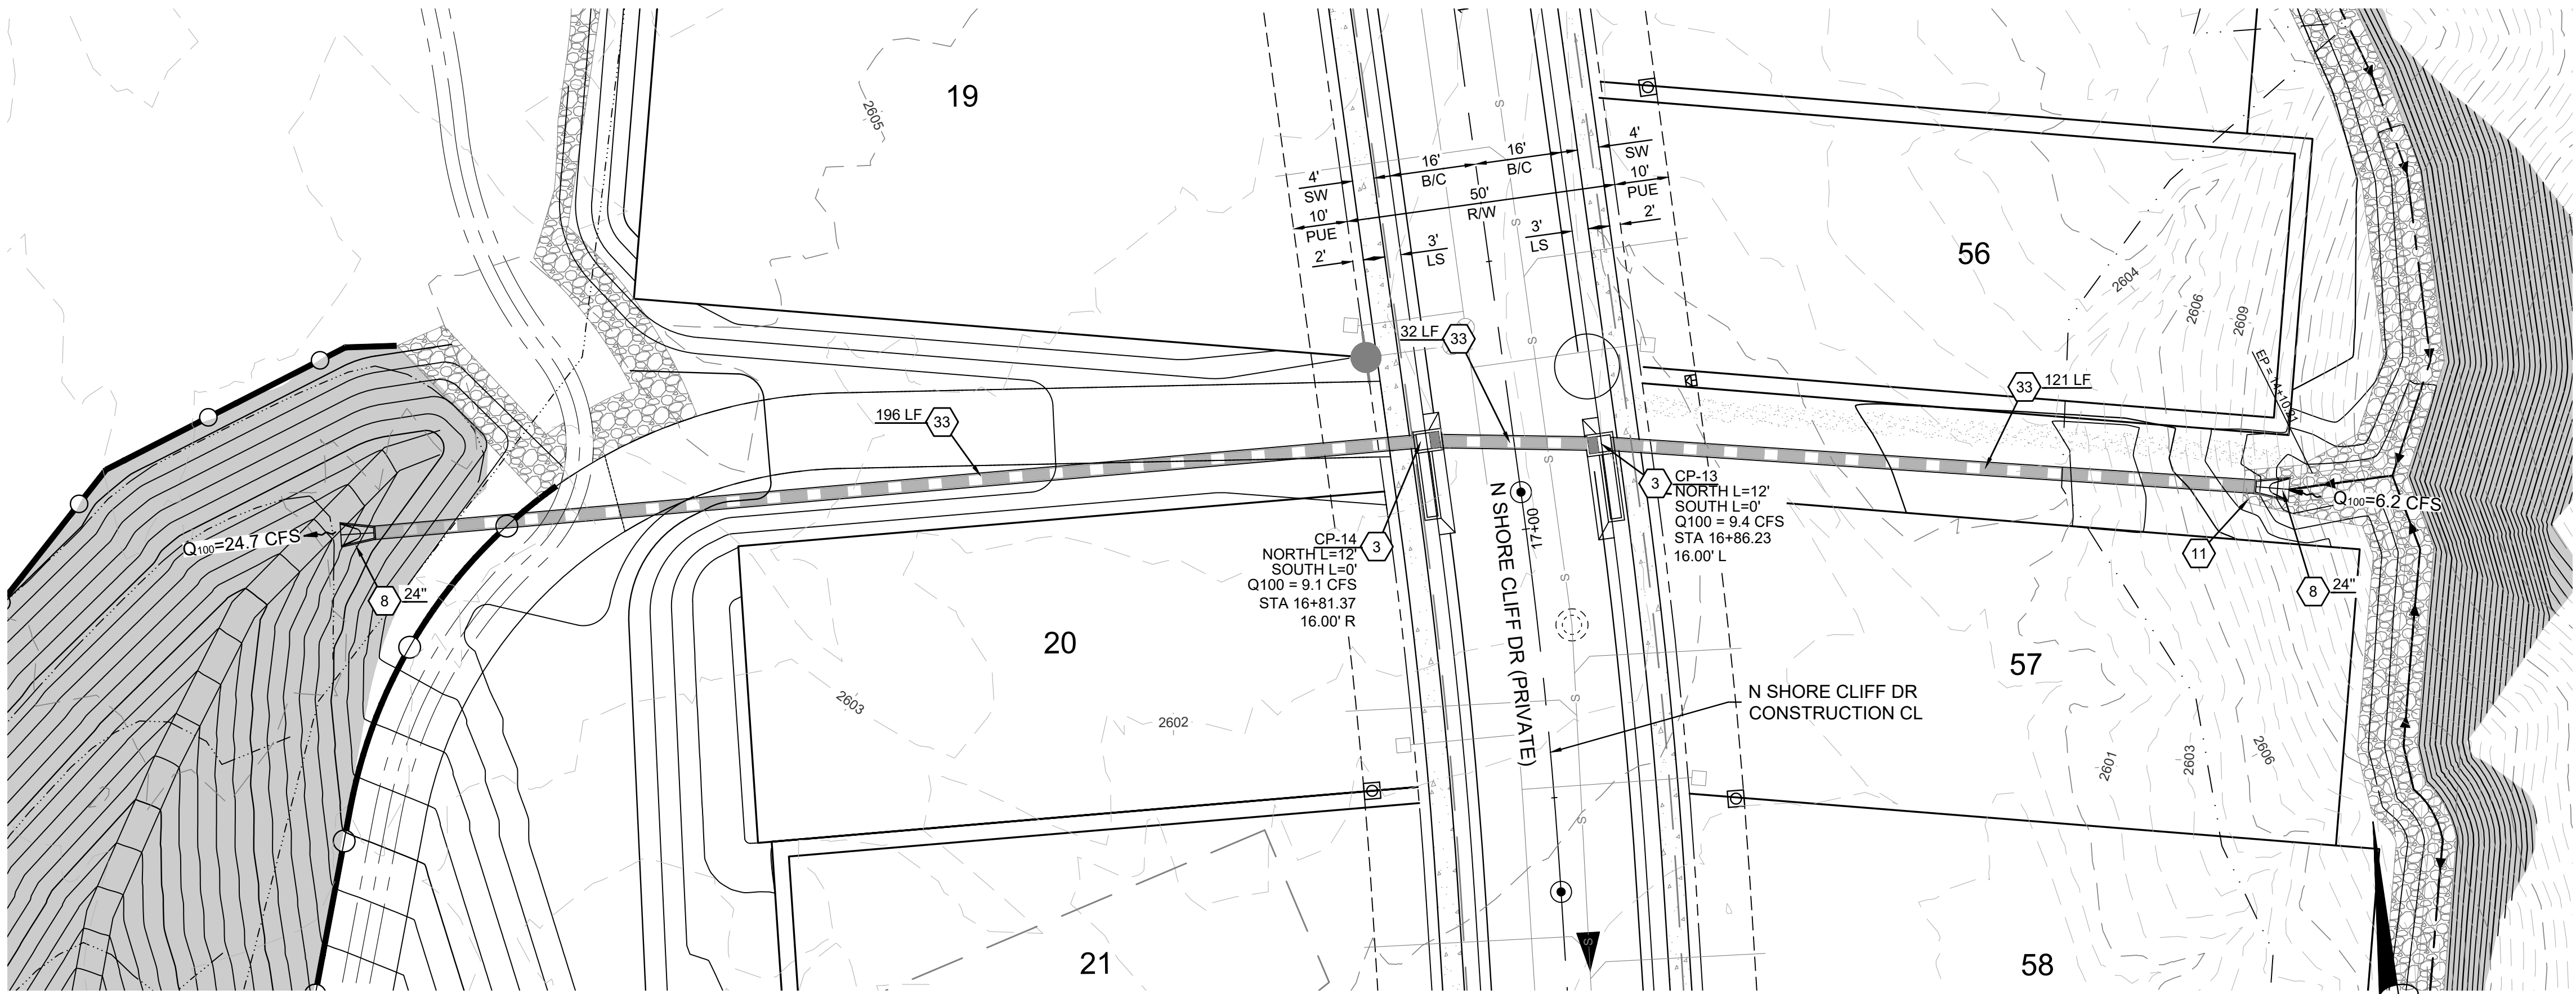 19
2605
4'
SW
16'
B/C
16'
B/C
4'
SW
10'
PUE
50'
R/W
10'
PUE
2'
3'
LS
3'
LS
2'
56
2604
2606
2609
EP = 14+10.21
32 LF 33
196 LF 33
33 121 LF
S
S
S
S
S
S
S
S
S
Q100=24.7 CFS
8 24"
CP-14 3
NORTH L=12'
SOUTH L=0'
Q100 = 9.1 CFS
STA 16+81.37
16.00' R
3 CP-13
NORTH L=12'
SOUTH L=0'
Q100 = 9.4 CFS
STA 16+86.23
16.00' L
17+00
N SHORE CLIFF DR (PRIVATE)
Q100=6.2 CFS
11
8 24"
20
2603
2602
N SHORE CLIFF DR
CONSTRUCTION CL
57
2601
2603
2606
21
58